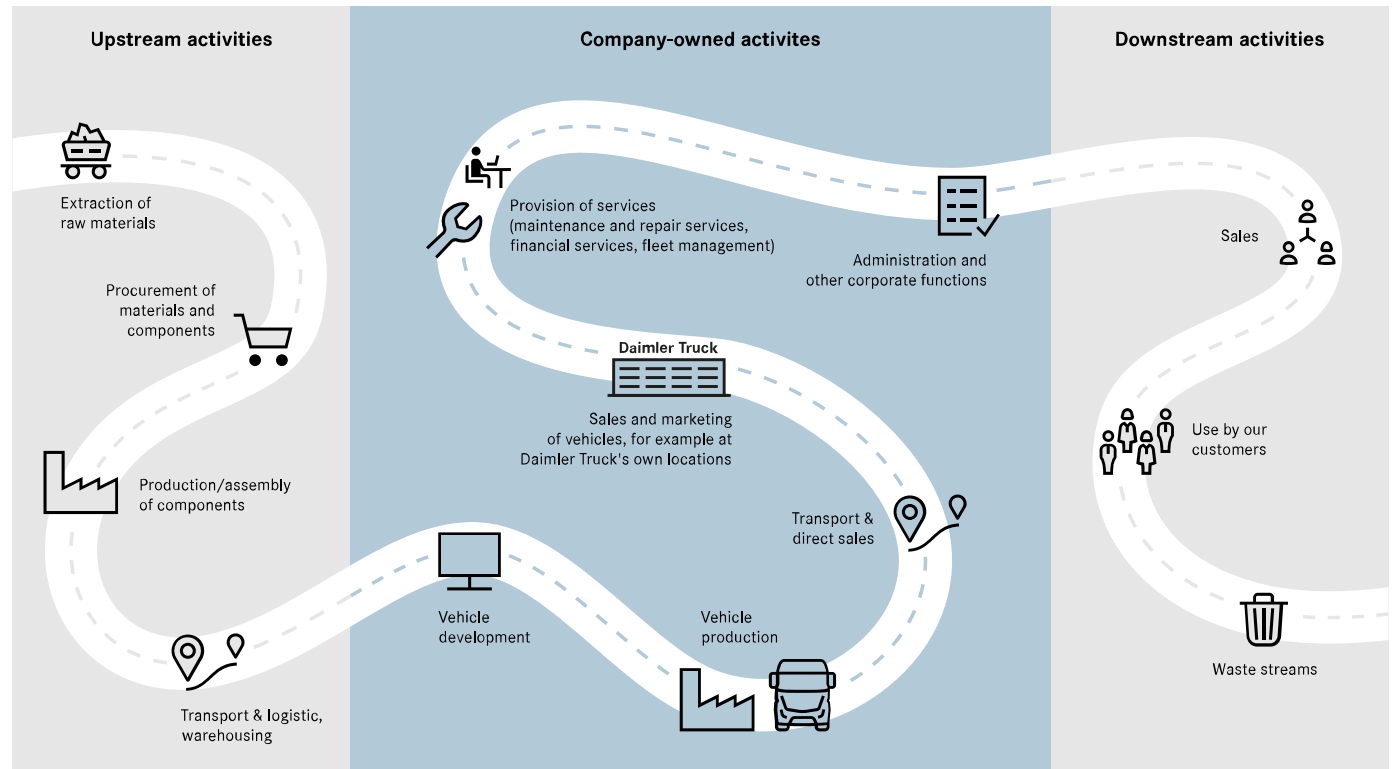 Upstream activities
Company-owned activites
Downstream activities
Extraction of
raw materials
Procurement of
materials and
components
Production/assembly
of components
Transport & logistic,
warehousing
Vehicle
development
Vehicle
production
Transport &
direct sales
Daimler Truck
Sales and marketing
of vehicles, for example at
Daimler Truck's own locations
Provision of services
(maintenance and repair services,
financial services, fleet management)
Administration and
other corporate functions
Sales
Use by our
customers
Waste streams